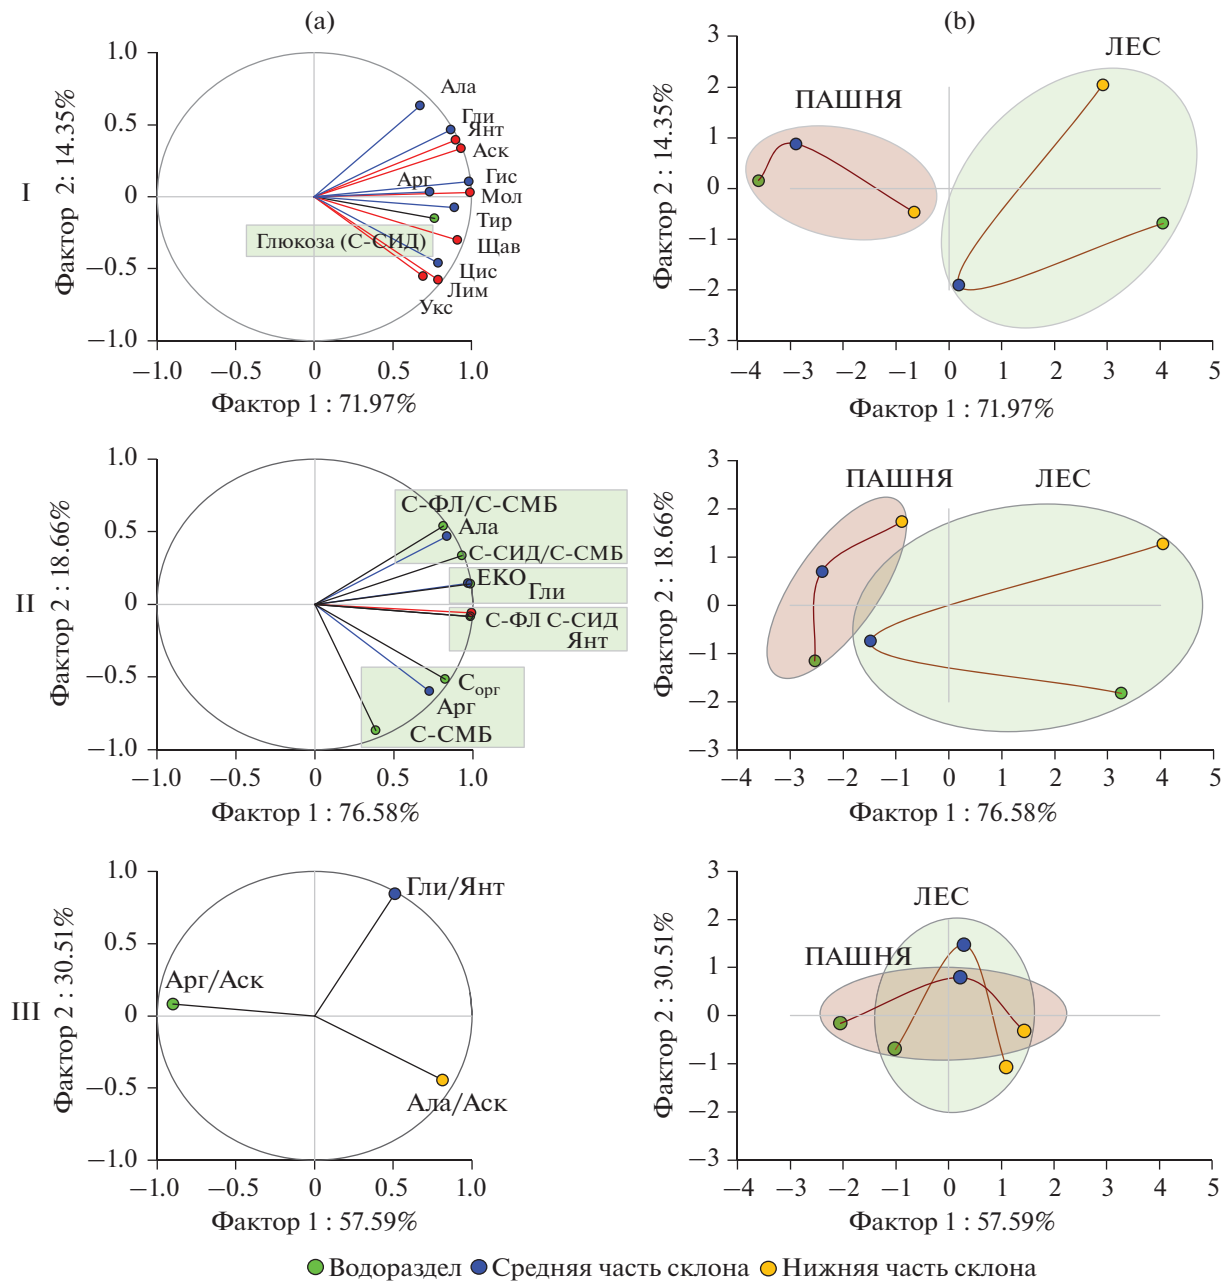 (a)
(b)
I
Фактор 2: 14.35%
1.0
0.5
0
−0.5
−1.0
Ала
Гли
Янт
Аск
Гис
Арг
Мол
Тир
Глюкоза (С-СИД)
Щав
Цис
Лим
Укс
−1.0
−0.5
0
0.5
1.0
Фактор 1 : 71.97%
Фактор 2 : 14.35%
3
2
1
0
−1
−2
−3
ЛЕС
ПАШНЯ
−4 −3 −2 −1 0 1 2 3 4 5
Фактор 1 : 71.97%
II
Фактор 2 : 18.66%
1.0
0.5
0
−0.5
−1.0
С-ФЛ/С-СМБ
Ала
С-СИД/С-СМБ
ЕКО
Гли
С-ФЛ С-СИД
Янт
Сорг
Арг
С-СМБ
−1.0
−0.5
0
0.5
1.0
Фактор 1 : 76.58%
Фактор 2 : 18.66%
3
2
1
0
−1
−2
−3
ПАШНЯ
ЛЕС
−4 −3 −2 −1 0 1 2 3 4 5
Фактор 1 : 76.58%
III
Фактор 2 : 30.51%
1.0
0.5
0
−0.5
−1.0
Гли/Янт
Арг/Аск
Ала/Аск
−1.0
−0.5
0
0.5
1.0
Фактор 1 : 57.59%
Фактор 2 : 30.51%
3
2
1
0
−1
−2
−3
ЛЕС
ПАШНЯ
−4 −3 −2 −1 0 1 2 3 4 5
Фактор 1 : 57.59%
Водораздел Средняя часть склона Нижняя часть склона